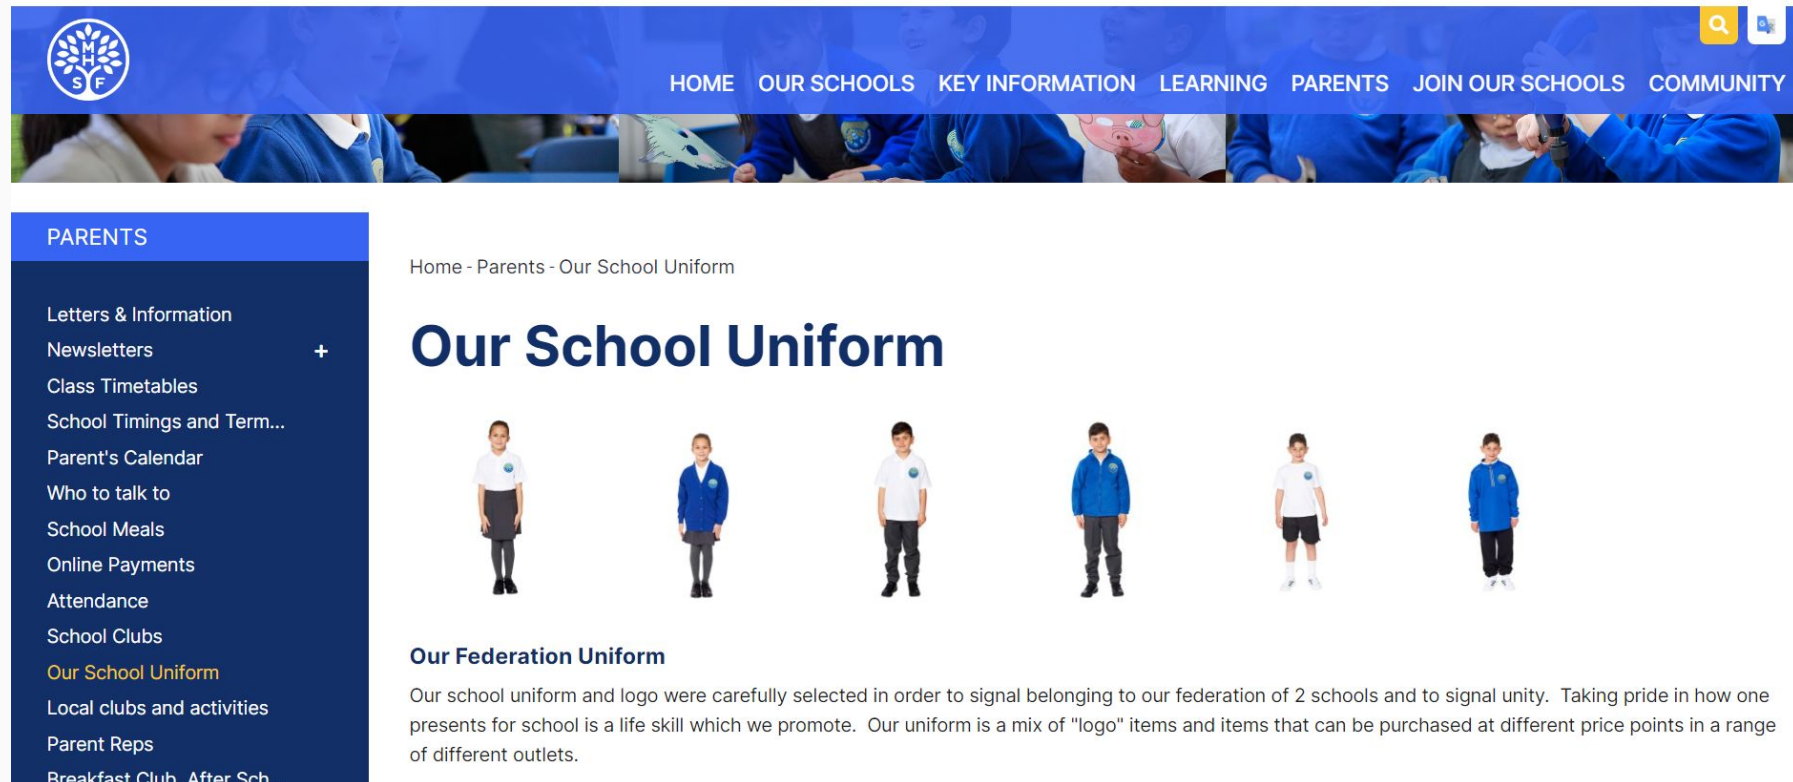 M
H
S F
HOME OUR SCHOOLS KEY INFORMATION LEARNING PARENTS JOIN OUR SCHOOLS COMMUNITY
PARENTS
Letters & Information
Newsletters +
Class Timetables
School Timings and Term...
Parent's Calendar
Who to talk to
School Meals
Online Payments
Attendance
School Clubs
Our School Uniform
Local clubs and activities
Parent Reps
Breakfast Club, After Sch
Home - Parents - Our School Uniform
Our School Uniform
Our Federation Uniform
Our school uniform and logo were carefully selected in order to signal belonging to our federation of 2 schools and to signal unity. Taking pride in how one
presents for school is a life skill which we promote. Our uniform is a mix of "logo" items and items that can be purchased at different price points in a range
of different outlets.